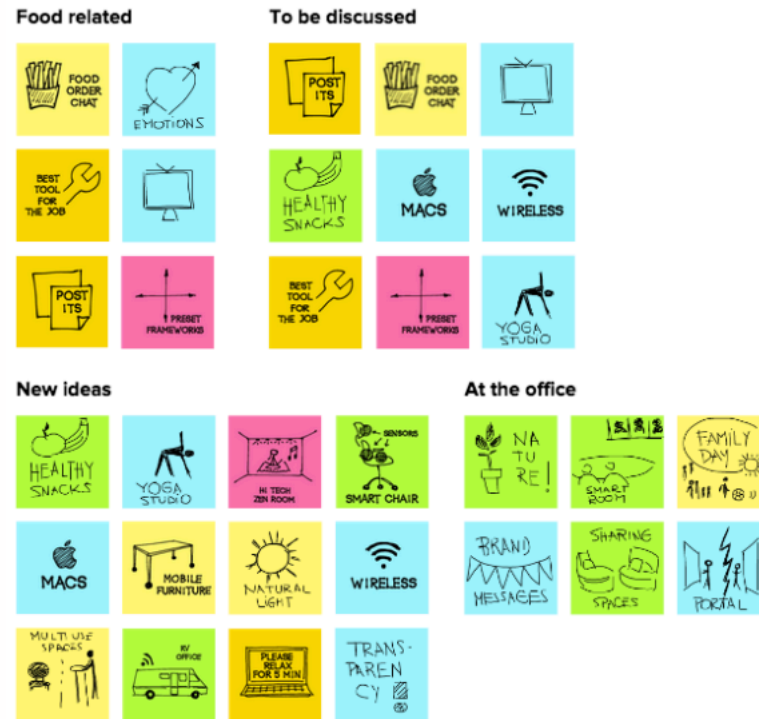 Food related
FOOD
ORDER
CHAT
EMOTIONS
BEST
TOOL
FOR
THE JOB
POST
ITS
PRESET
FRAMEWORKS
To be discussed
POST
ITS
FOOD
ORDER
CHAT
HEALTHY
SNACKS
MACS
WIRELESS
BEST
TOOL
FOR
THE JOB
PRESET
FRAMEWORKS
YOGA
STUDIO
New ideas
HEALTHY
SNACKS
YOGA
STUDIO
HI TECH
ZEN ROOM
SENSORS
SMART CHAIR
MACS
MOBILE
FURNITURE
NATURAL
LIGHT
WIRELESS
MULTI USE
SPACES
RV
OFFICE
PLEASE
RELAX
FOR 5 MIN
TRANS-
PAREN
CY
At the office
NA
TU
RE!
SMART
ROOM
FAMILY
DAY
BRAND
MESSAGES
SHARING
SPACES
PORTAL